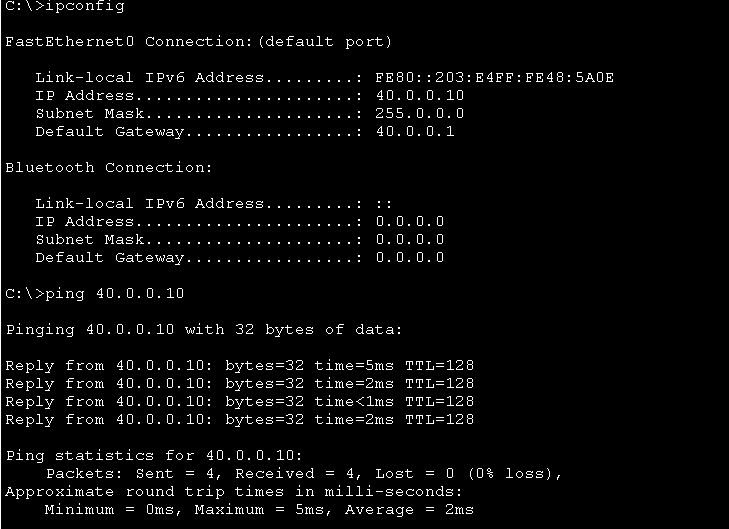 C:\>ipconfig
FastEthernet0 Connection:(default port)
Link-local IPv6 Address.........: FE80::203:E4FF:FE48:5A0E
IP Address......................: 40.0.0.10
Subnet Mask.....................: 255.0.0.0
Default Gateway.................: 40.0.0.1
Bluetooth Connection:
Link-local IPv6 Address.........: ::
IP Address......................: 0.0.0.0
Subnet Mask.....................: 0.0.0.0
Default Gateway.................: 0.0.0.0
C:\>ping 40.0.0.10
Pinging 40.0.0.10 with 32 bytes of data:
Reply from 40.0.0.10: bytes=32 time=5ms TTL=128
Reply from 40.0.0.10: bytes=32 time=2ms TTL=128
Reply from 40.0.0.10: bytes=32 time<1ms TTL=128
Reply from 40.0.0.10: bytes=32 time=2ms TTL=128
Ping statistics for 40.0.0.10:
Packets: Sent = 4, Received = 4, Lost = 0 (0% loss),
Approximate round trip times in milli-seconds:
Minimum = 0ms, Maximum = 5ms, Average = 2ms